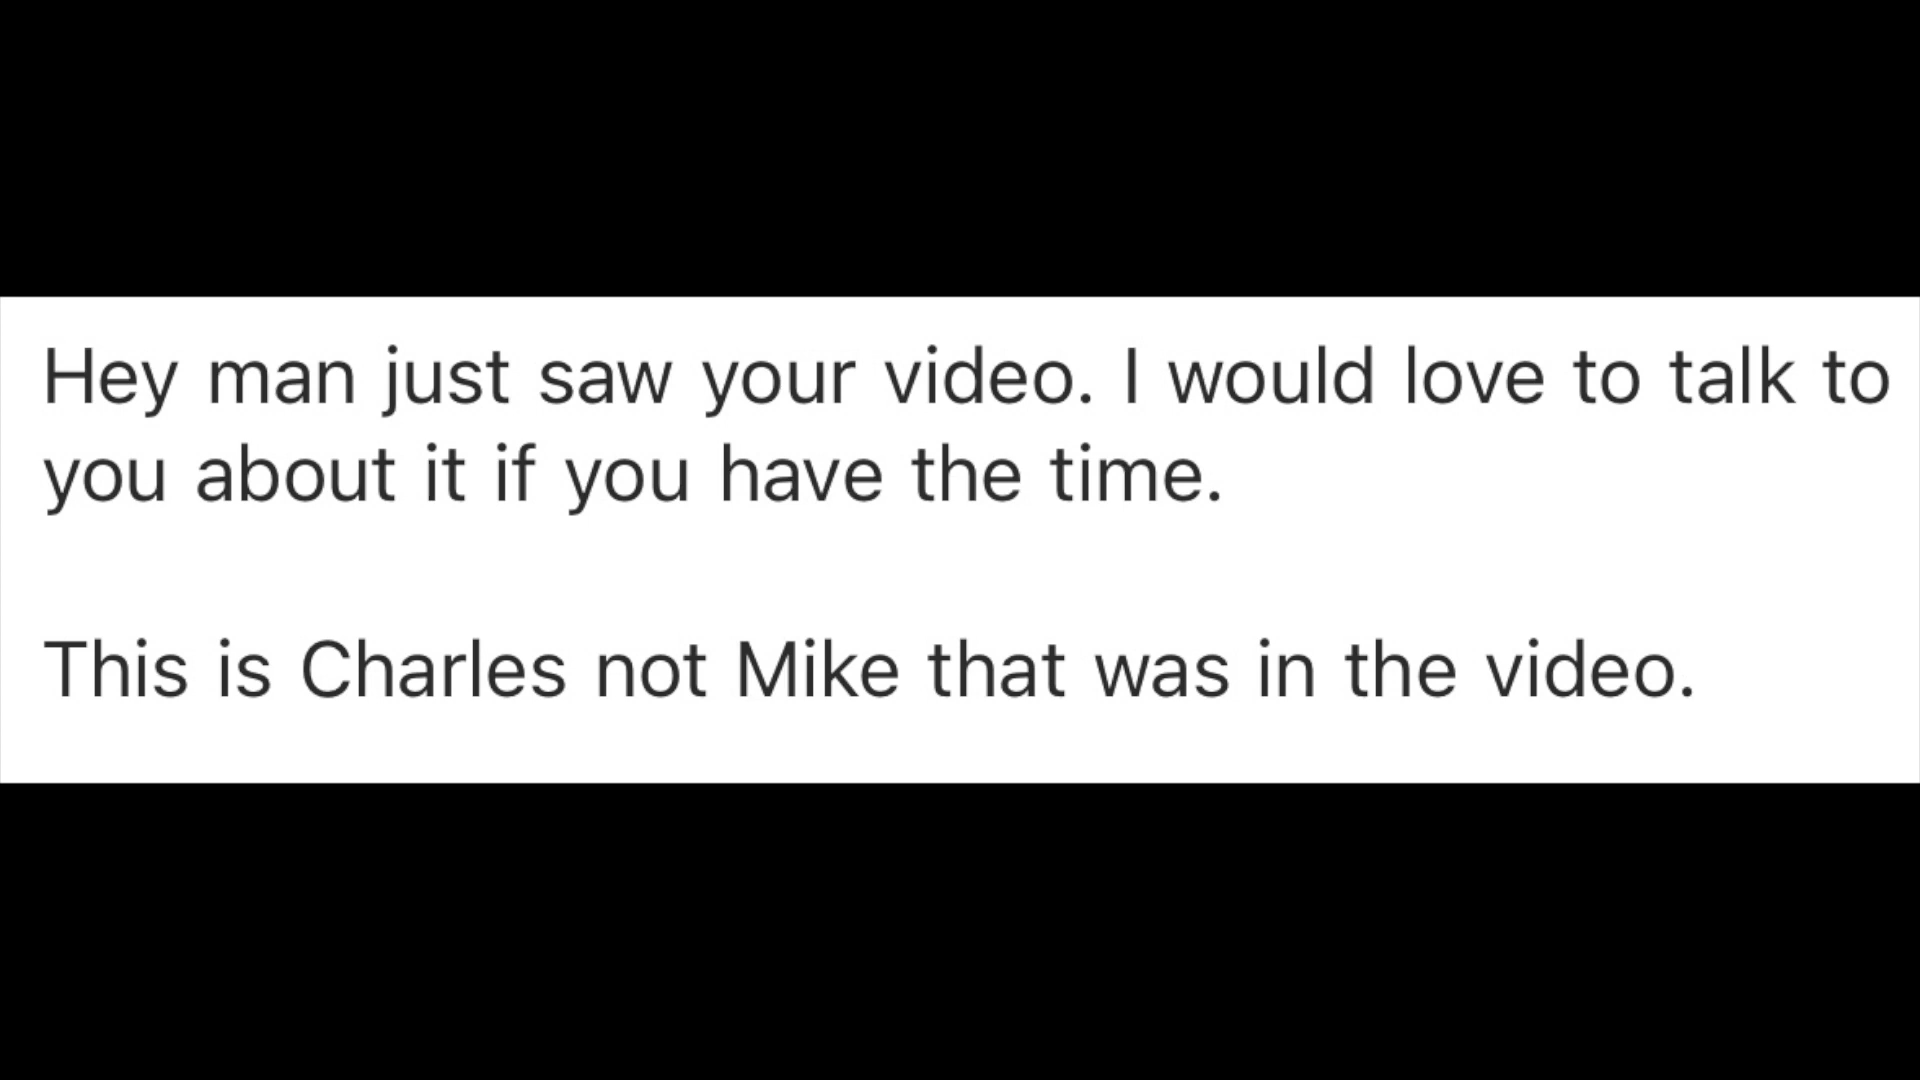 Hey man just saw your video. I would love to talk to
you about it if you have the time.
This is Charles not Mike that was in the video.